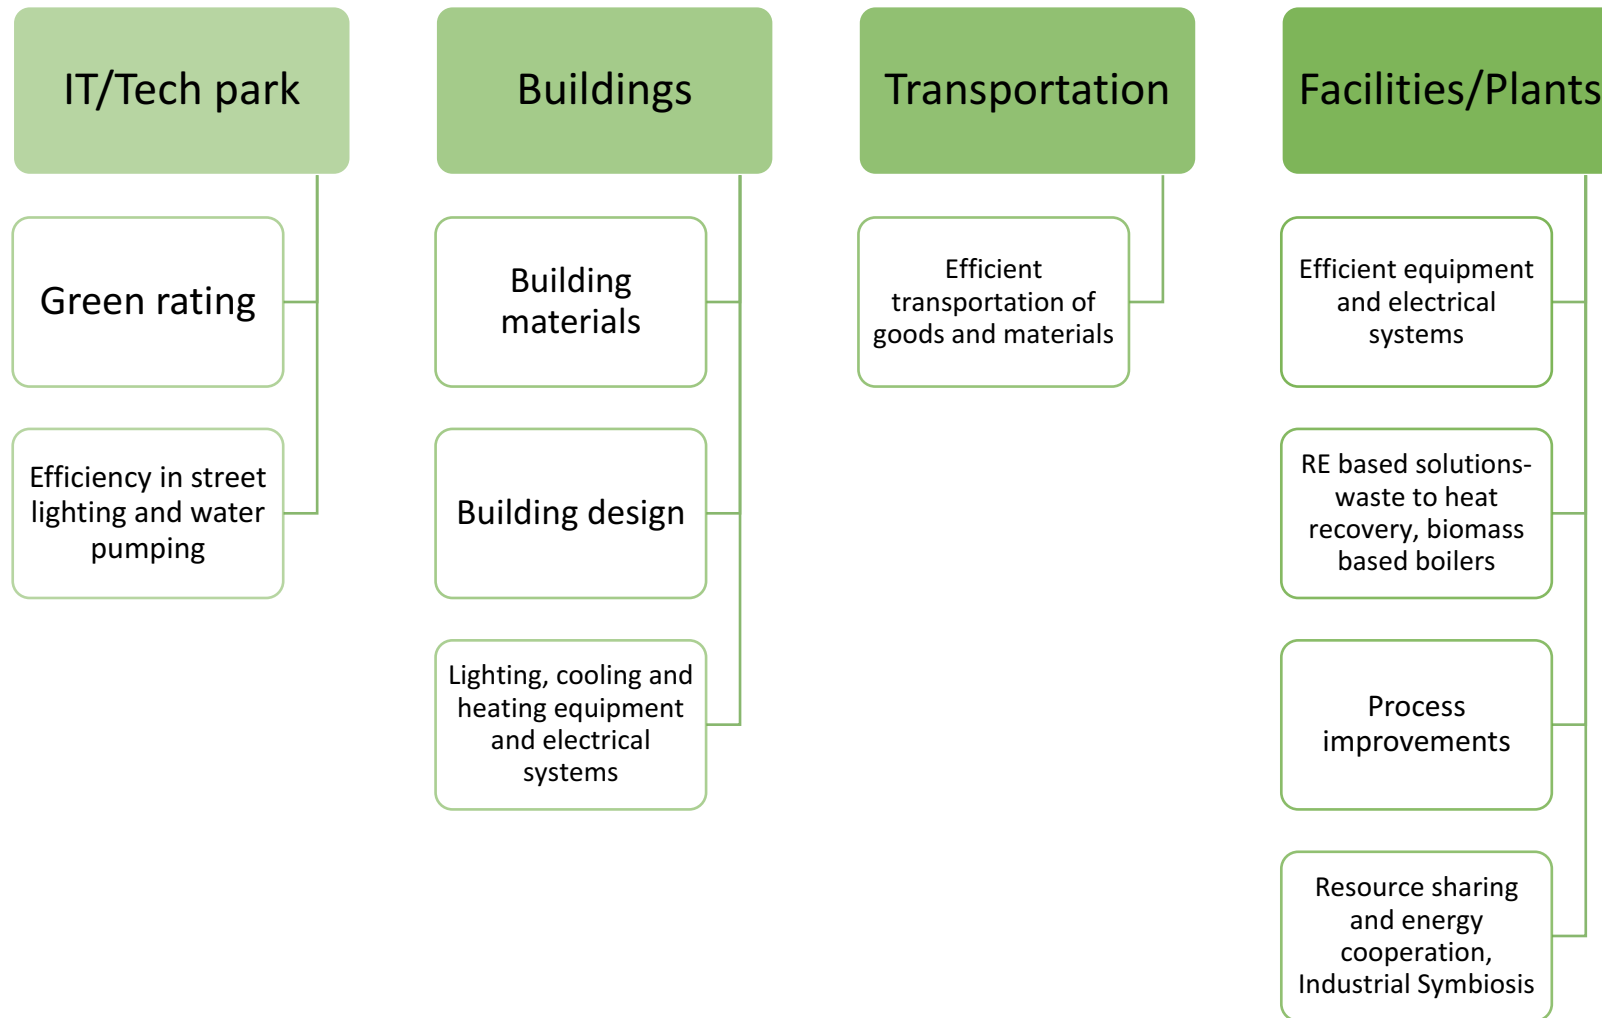 IT/Tech park
Green rating
Efficiency in street
lighting and water
pumping
Buildings
Building
materials
Building design
Lighting, cooling and
heating equipment
and electrical
systems
Transportation
Efficient
transportation of
goods and materials
Facilities/Plants
Efficient equipment
and electrical
systems
RE based solutions-
waste to heat
recovery, biomass
based boilers
Process
improvements
Resource sharing
and energy
cooperation,
Industrial Symbiosis